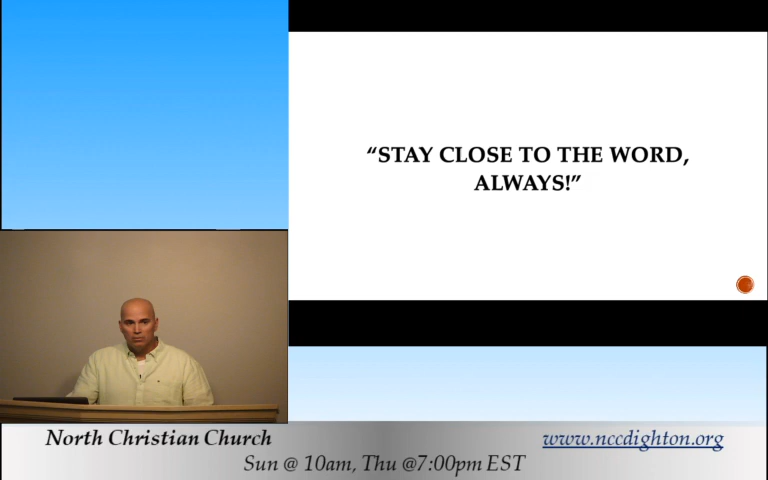 “STAY CLOSE TO THE WORD,
ALWAYS!”
North Christian Church
www.nccdighton.org
Sun @ 10am, Thu @7:00pm EST